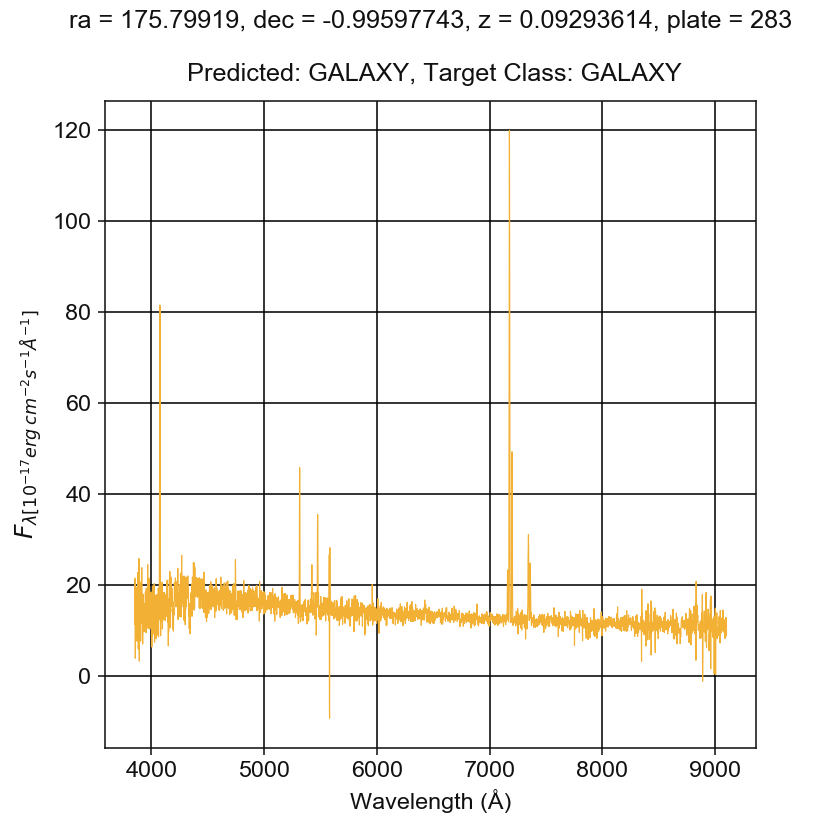 ra = 175.79919, dec = -0.99597743, z = 0.09293614, plate = 283
Predicted: GALAXY, Target Class: GALAXY
120
100
80
60
40
20
0
F_{λ[10^{−17} erg cm^{−2}s^{−1}Å^{−1}]}
4000 5000 6000 7000 8000 9000
Wavelength (Å)